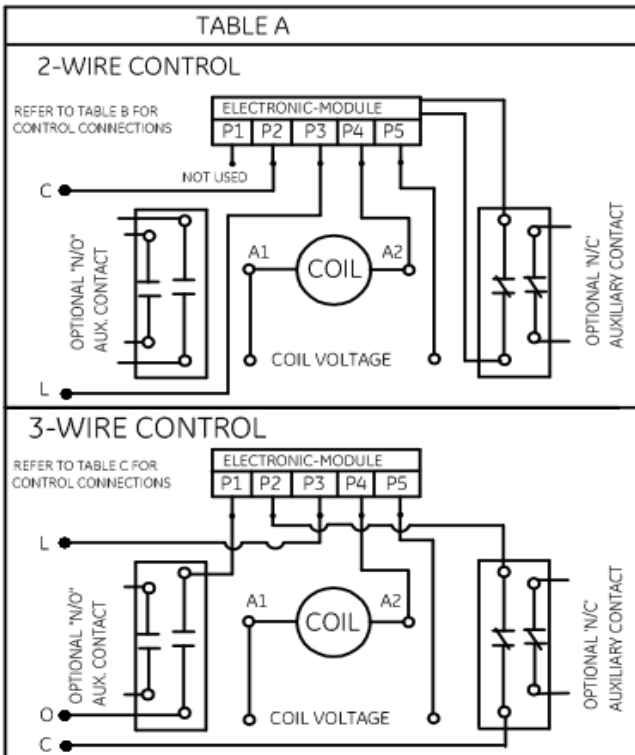 TABLE A
2-WIRE CONTROL
REFER TO TABLE B FOR
CONTROL CONNECTIONS
ELECTRONIC-MODULE
P1 P2 P3 P4 P5
NOT USED
C
OPTIONAL "N/O"
AUX. CONTACT
A1 COIL A2
COIL VOLTAGE
OPTIONAL 'N/C'
AUXILIARY CONTACT
L
3-WIRE CONTROL
REFER TO TABLE C FOR
CONTROL CONNECTIONS
ELECTRONIC-MODULE
P1 P2 P3 P4 P5
L
OPTIONAL "N/O"
AUX. CONTACT
A1 COIL A2
OPTIONAL 'N/C'
AUXILIARY CONTACT
O
COIL VOLTAGE
C